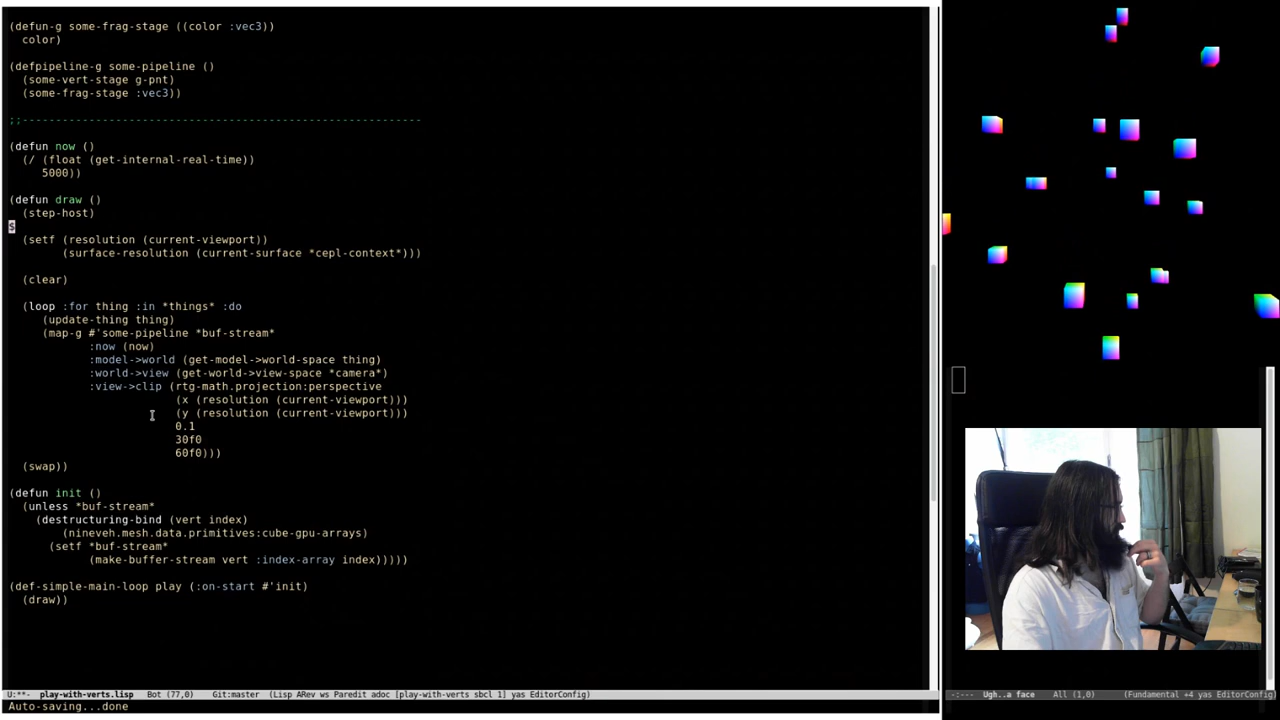 (defun-g some-frag-stage ((color :vec3))
  color)
(defpipeline-g some-pipeline ()
  (some-vert-stage g-pnt)
  (some-frag-stage :vec3))
;;------------------------------------------------------------
(defun now ()
  (/ (float (get-internal-real-time))
     5000))
(defun draw ()
  (step-host)
  (setf (resolution (current-viewport))
        (surface-resolution (current-surface *cepl-context*)))
  (clear)
  (loop :for thing :in *things* :do
     (update-thing thing)
     (map-g #'some-pipeline *buf-stream*
            :now (now)
            :model->world (get-model->world-space thing)
            :world->view (get-world->view-space *camera*)
            :view->clip (rtg-math.projection:perspective
                         (x (resolution (current-viewport)))
                         (y (resolution (current-viewport)))
                         0.1
                         30f0
                         60f0)))
  (swap))
(defun init ()
  (unless *buf-stream*
    (destructuring-bind (vert index)
        (nineveh.mesh.data.primitives:cube-gpu-arrays)
      (setf *buf-stream*
            (make-buffer-stream vert :index-array index)))))
(def-simple-main-loop play (:on-start #'init)
  (draw))
U:**-  play-with-verts.lisp   Bot (77,0)   Git:master  (Lisp ARev ws Paredit adoc [play-with-verts sbcl 1] yas EditorConfig)
-:---  Ugh..a face   All (1,0)   (Fundamental +4 yas EditorConfig)
Auto-saving...done